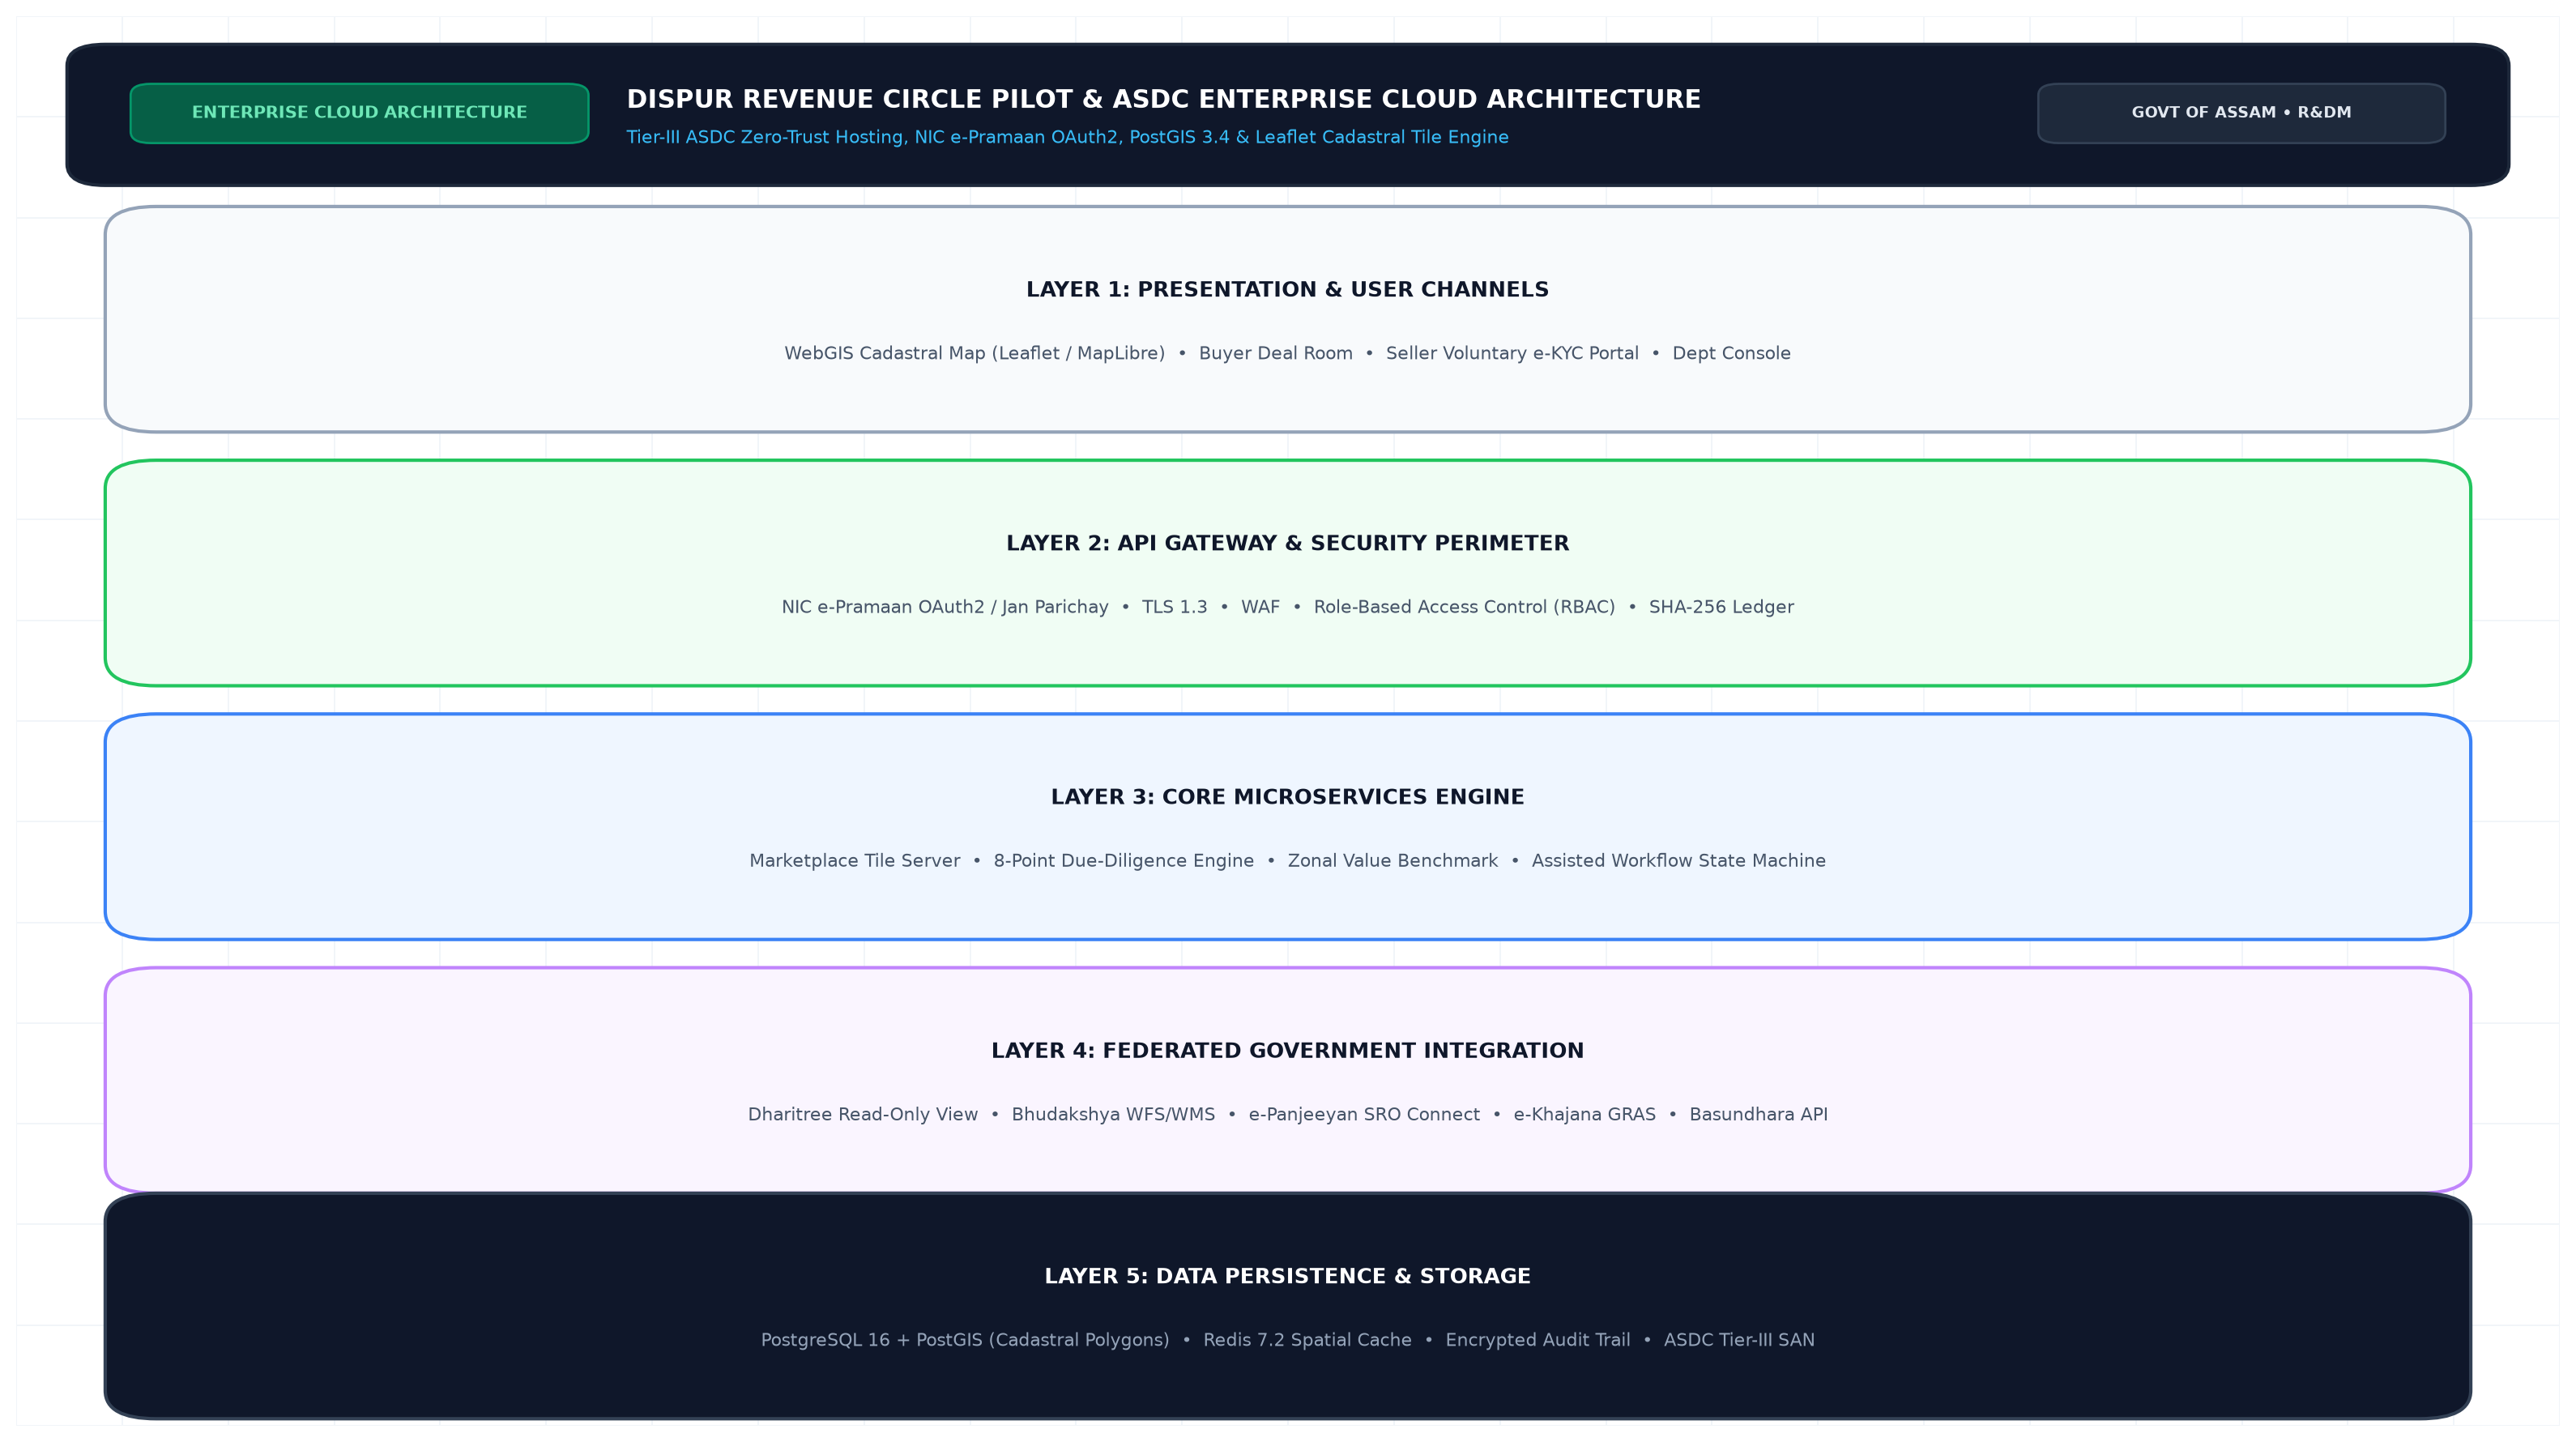 ENTERPRISE CLOUD ARCHITECTURE
DISPUR REVENUE CIRCLE PILOT & ASDC ENTERPRISE CLOUD ARCHITECTURE
Tier-III ASDC Zero-Trust Hosting, NIC e-Pramaan OAuth2, PostGIS 3.4 & Leaflet Cadastral Tile Engine
GOVT OF ASSAM • R&DM
LAYER 1: PRESENTATION & USER CHANNELS
WebGIS Cadastral Map (Leaflet / MapLibre) • Buyer Deal Room • Seller Voluntary e-KYC Portal • Dept Console
LAYER 2: API GATEWAY & SECURITY PERIMETER
NIC e-Pramaan OAuth2 / Jan Parichay • TLS 1.3 • WAF • Role-Based Access Control (RBAC) • SHA-256 Ledger
LAYER 3: CORE MICROSERVICES ENGINE
Marketplace Tile Server • 8-Point Due-Diligence Engine • Zonal Value Benchmark • Assisted Workflow State Machine
LAYER 4: FEDERATED GOVERNMENT INTEGRATION
Dharitree Read-Only View • Bhudakshya WFS/WMS • e-Panjeeyan SRO Connect • e-Khajana GRAS • Basundhara API
LAYER 5: DATA PERSISTENCE & STORAGE
PostgreSQL 16 + PostGIS (Cadastral Polygons) • Redis 7.2 Spatial Cache • Encrypted Audit Trail • ASDC Tier-III SAN